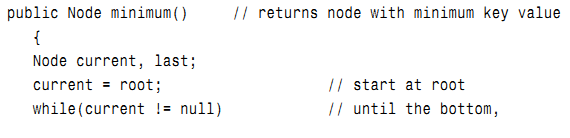 public Node minimum()     // returns node with minimum key value
   {
   Node current, last;
   current = root;                 // start at root
   while(current != null)          // until the bottom,